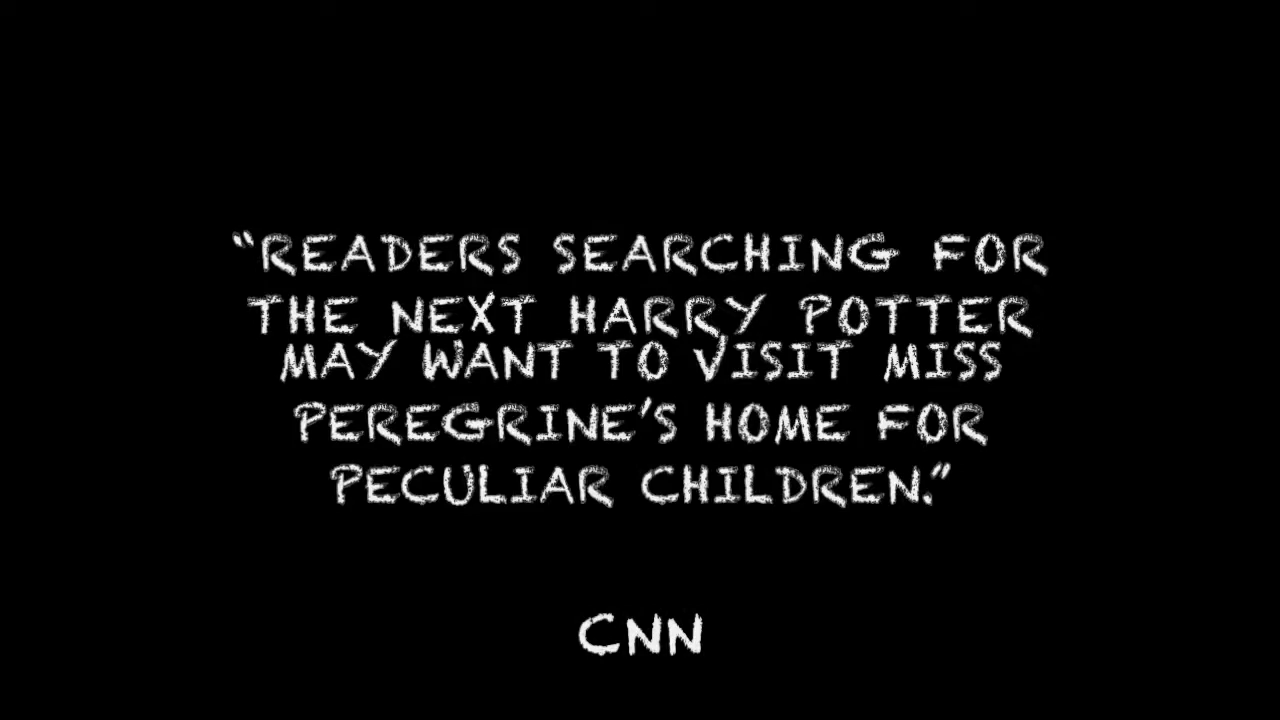 “READERS SEARCHING FOR
THE NEXT HARRY POTTER
MAY WANT TO VISIT MISS
PEREGRINE’S HOME FOR
PECULIAR CHILDREN.”
CNN